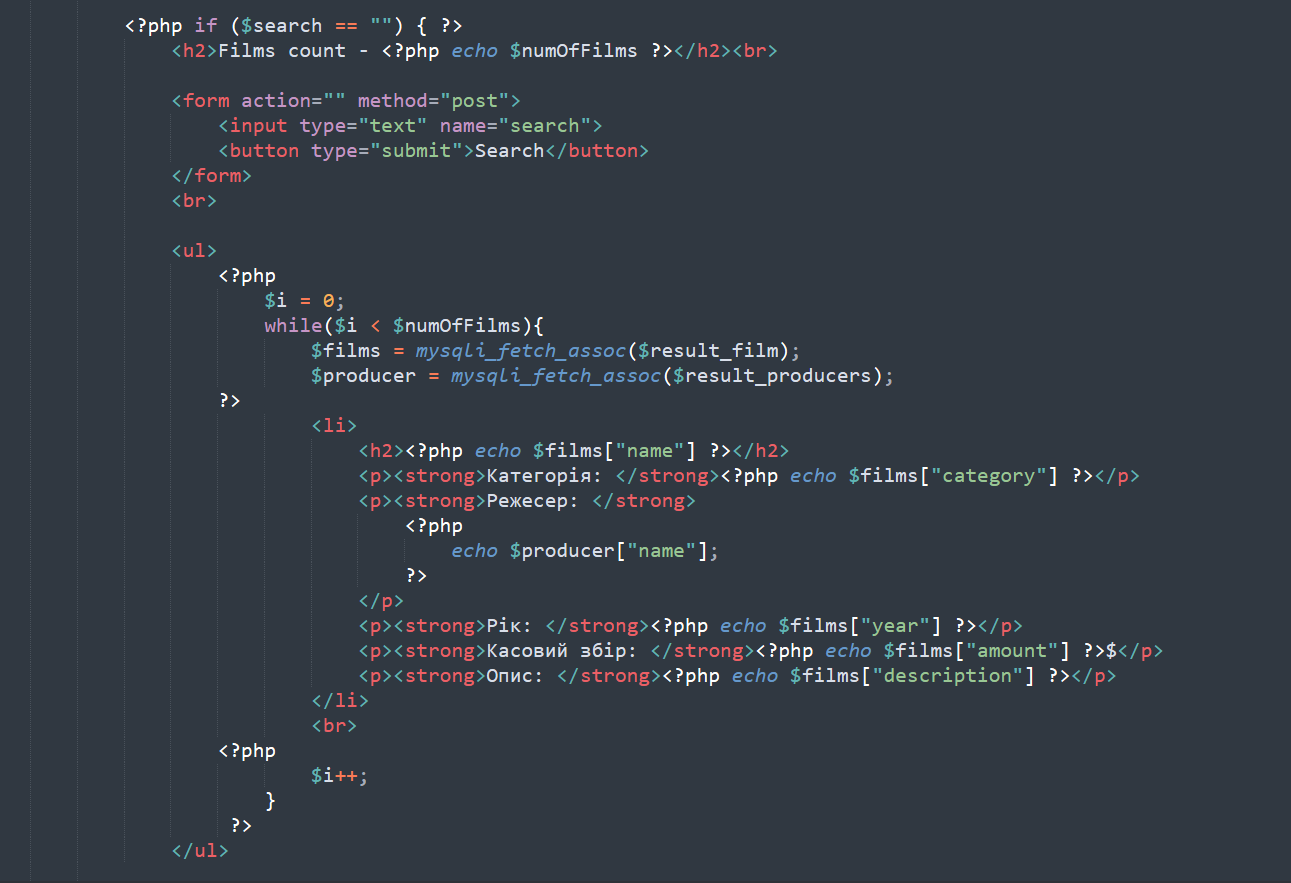 <?php if ($search == "") { ?>
<h2>Films count - <?php echo $numOfFilms ?></h2><br>
<form action="" method="post">
<input type="text" name="search">
<button type="submit">Search</button>
</form>
<br>
<ul>
<?php
$i = 0;
while($i < $numOfFilms){
$films = mysqli_fetch_assoc($result_film);
$producer = mysqli_fetch_assoc($result_producers);
?>
<li>
<h2><?php echo $films["name"] ?></h2>
<p><strong>Категорія: </strong><?php echo $films["category"] ?></p>
<p><strong>Режесер: </strong>
<?php
echo $producer["name"];
?>
</p>
<p><strong>Рік: </strong><?php echo $films["year"] ?></p>
<p><strong>Касовий збір: </strong><?php echo $films["amount"] ?>$</p>
<p><strong>Опис: </strong><?php echo $films["description"] ?></p>
</li>
<br>
<?php
$i++;
}
?>
</ul>